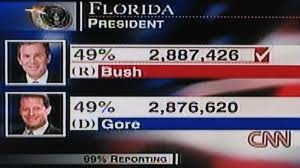 FLORIDA
PRESIDENT
49% 2,887,426
(R) Bush
49% 2,876,620
(D) Gore
CNN
99% REPORTING